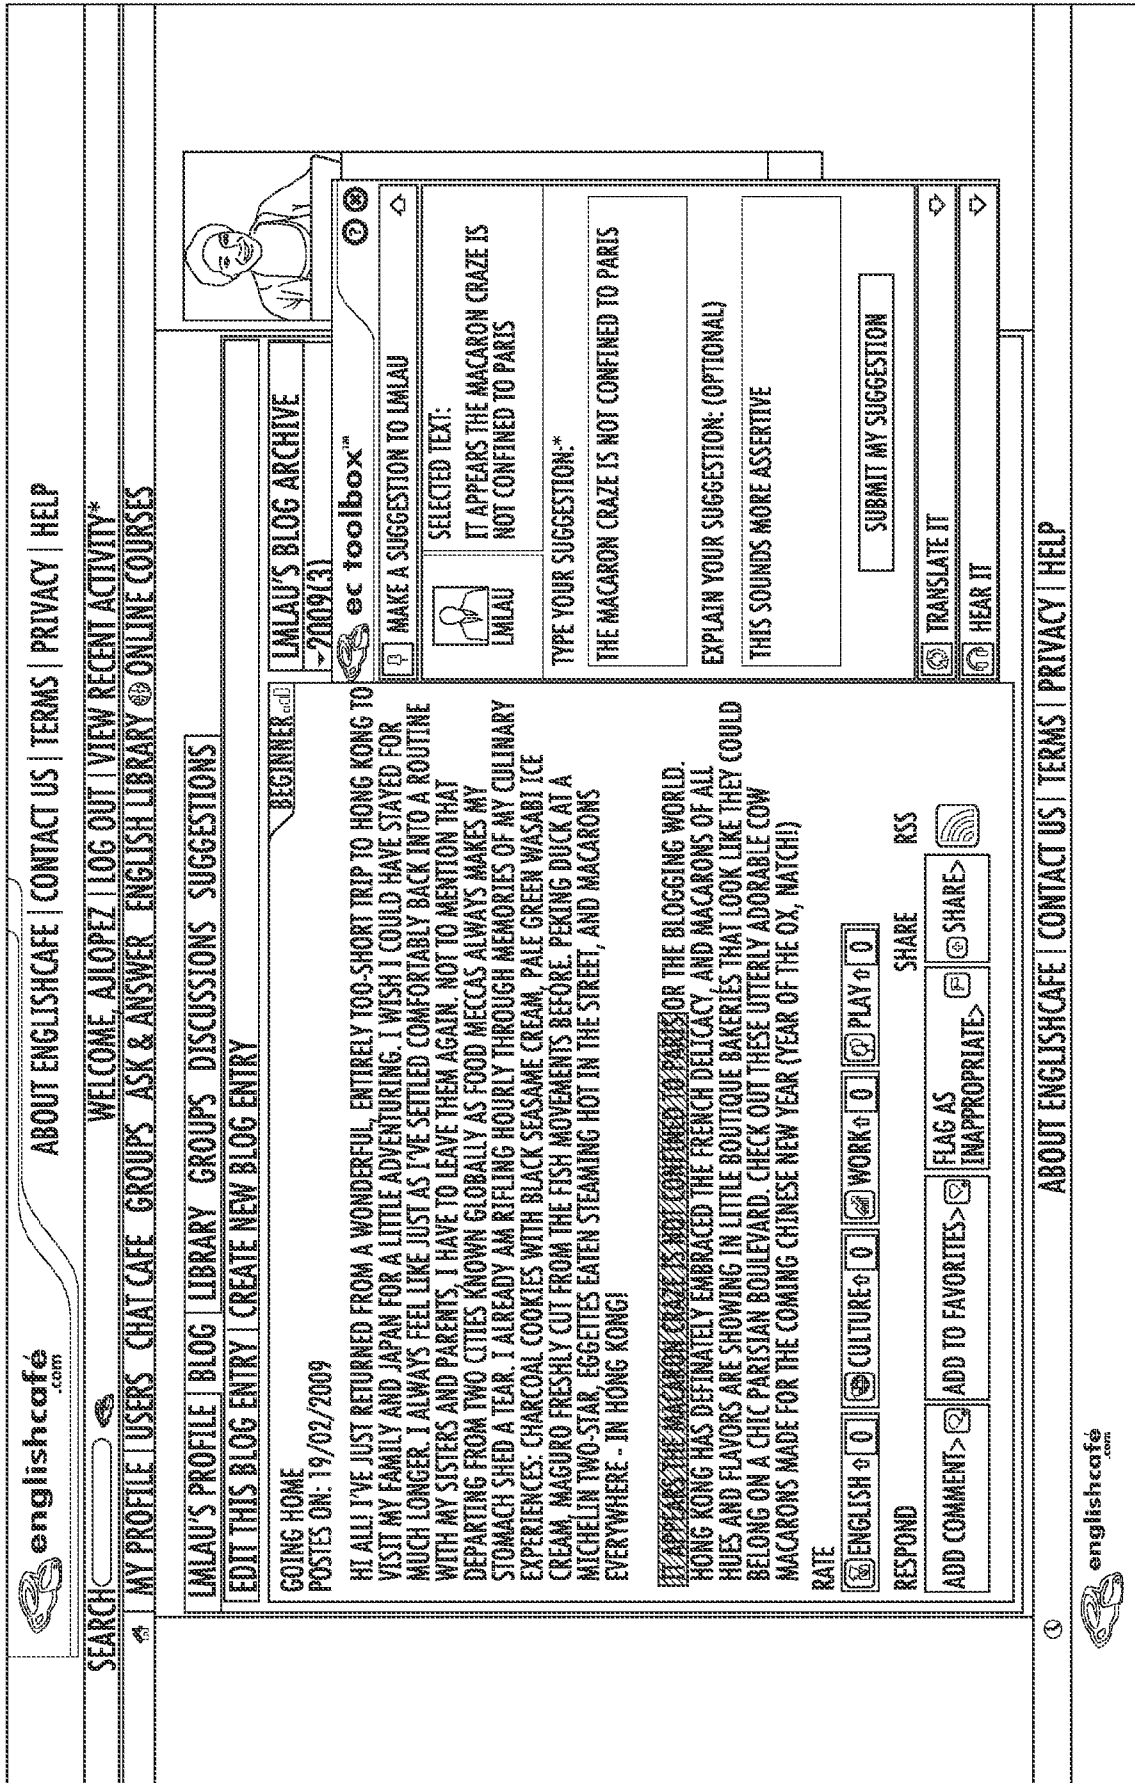 englishcafé
.com
ABOUT ENGLISHCAFE | CONTACT US | TERMS | PRIVACY | HELP
SEARCH
WELCOME, AJLOPEZ | LOG OUT | VIEW RECENT ACTIVITY*
MY PROFILE | USERS CHAT CAFE GROUPS ASK & ANSWER ENGLISH LIBRARY ONLINE COURSES
LMLAU'S PROFILE | BLOG | LIBRARY GROUPS DISCUSSIONS SUGGESTIONS
EDIT THIS BLOG ENTRY | CREATE NEW BLOG ENTRY
BEGINNER
GOING HOME
POSTES ON: 19/02/2009
HI ALL! I'VE JUST RETURNED FROM A WONDERFUL, ENTIRELY TOO-SHORT TRIP TO HONG KONG TO
VISIT MY FAMILY AND JAPAN FOR A LITTLE ADVENTURING. I WISH I COULD HAVE STAYED FOR
MUCH LONGER. I ALWAYS FEEL LIKE JUST AS I'VE SETTLED COMFORTABLY BACK INTO A ROUTINE
WITH MY SISTERS AND PARENTS, I HAVE TO LEAVE THEM AGAIN. NOT TO MENTION THAT
DEPARTING FROM TWO CITIES KNOWN GLOBALLY AS FOOD MECCAS ALWAYS MAKES MY
STOMACH SHED A TEAR. I ALREADY AM RIFLING HOURLY THROUGH MEMORIES OF MY CULINARY
EXPERIENCES: CHARCOAL COOKIES WITH BLACK SEASAME CREAM, PALE GREEN WASABI ICE
CREAM, MAGURO FRESHLY CUT FROM THE FISH MOVEMENTS BEFORE. PEKING DUCK AT A
MICHELIN TWO-STAR, EGGETTES EATEN STEAMING HOT IN THE STREET, AND MACARONS
EVERYWHERE - IN HONG KONG!
IT APPEARS THE MACARON CRAZE IS NOT CONFINED TO PARIS OR THE BLOGGING WORLD.
HONG KONG HAS DEFINATELY EMBRACED THE FRENCH DELICACY, AND MACARONS OF ALL
HUES AND FLAVORS ARE SHOWING IN LITTLE BOUTIQUE BAKERIES THAT LOOK LIKE THEY COULD
BELONG ON A CHIC PARISIAN BOULEVARD. CHECK OUT THESE UTTERLY ADORABLE COW
MACARONS MADE FOR THE COMING CHINESE NEW YEAR (YEAR OF THE OX, NATCH!)
RATE
ENGLISH 0 CULTURE 0 WORK 0 PLAY 0
RESPOND SHARE RSS
ADD COMMENT> ADD TO FAVORITES> FLAG AS
INAPPROPRIATE> SHARE>
LMLAU'S BLOG ARCHIVE
2009(3)
ec toolbox™
MAKE A SUGGESTION TO LMLAU
LMLAU
SELECTED TEXT:
IT APPEARS THE MACARON CRAZE IS
NOT CONFINED TO PARIS
TYPE YOUR SUGGESTION:*
THE MACARON CRAZE IS NOT CONFINED TO PARIS
EXPLAIN YOUR SUGGESTION: (OPTIONAL)
THIS SOUNDS MORE ASSERTIVE
SUBMIT MY SUGGESTION
TRANSLATE IT
HEAR IT
ABOUT ENGLISHCAFE | CONTACT US | TERMS | PRIVACY | HELP
englishcafé
.com